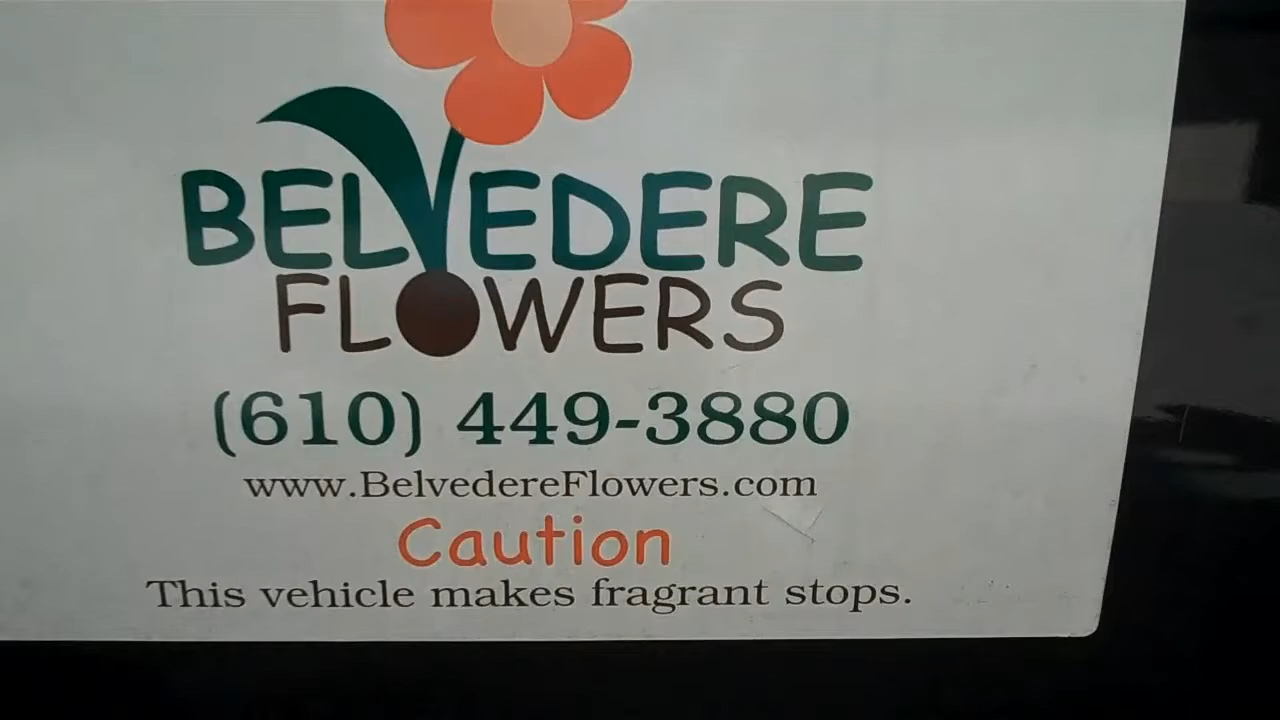 BELVEDERE
FLOWERS
(610) 449-3880
www.BelvedereFlowers.com
Caution
This vehicle makes fragrant stops.